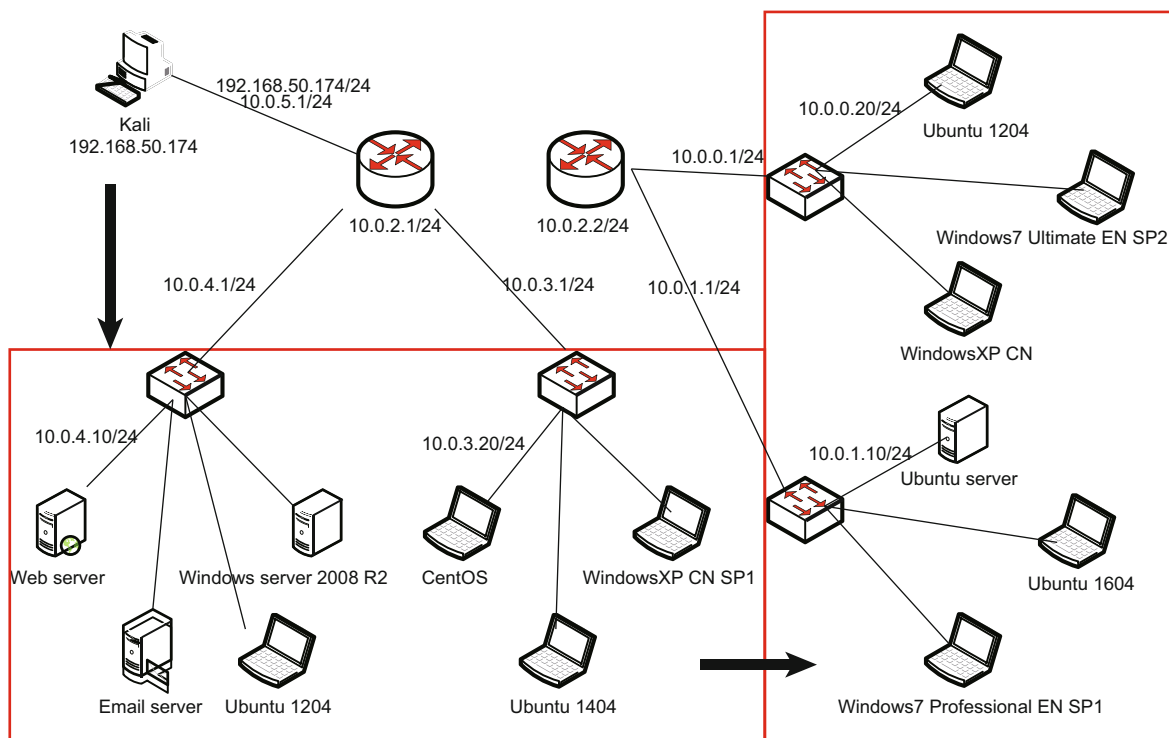 192.168.50.174/24
10.0.5.1/24
Kali
192.168.50.174
10.0.2.1/24
10.0.2.2/24
10.0.0.1/24
10.0.0.20/24
Ubuntu 1204
Windows7 Ultimate EN SP2
WindowsXP CN
10.0.4.1/24
10.0.3.1/24
10.0.1.1/24
10.0.4.10/24
10.0.3.20/24
10.0.1.10/24
Ubuntu server
Web server
Windows server 2008 R2
CentOS
WindowsXP CN SP1
Ubuntu 1604
Email server
Ubuntu 1204
Ubuntu 1404
Windows7 Professional EN SP1